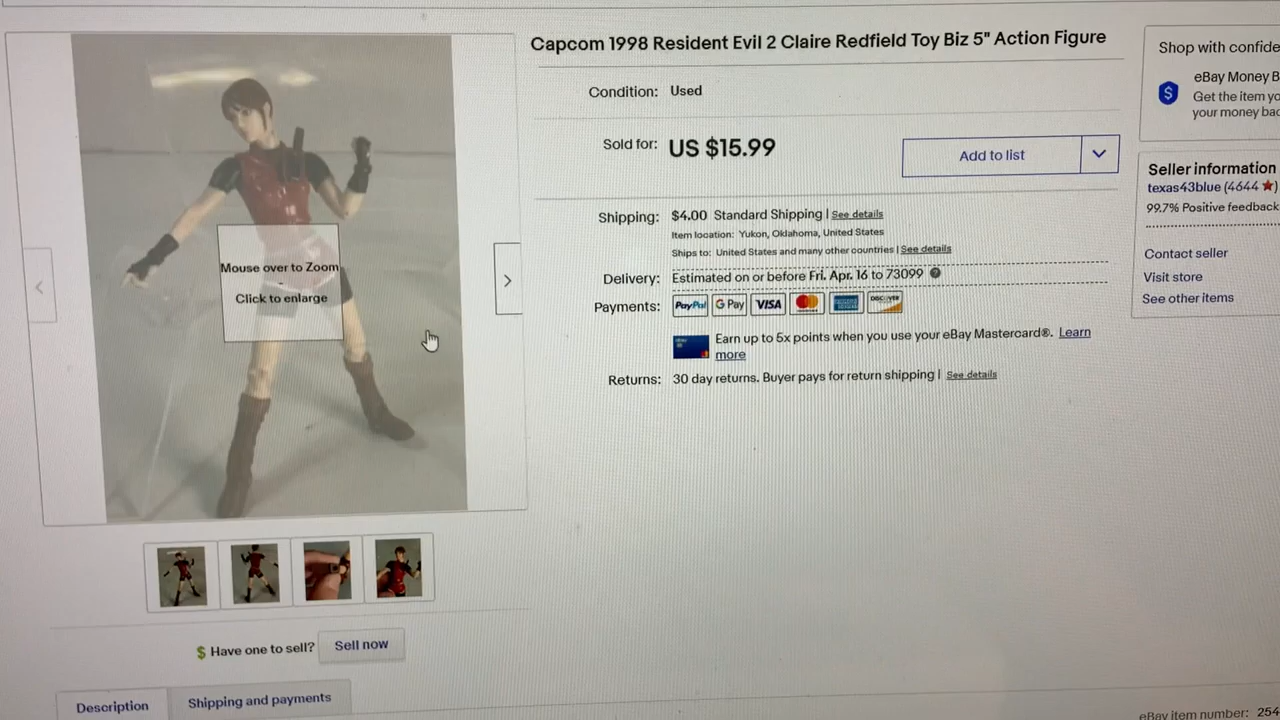 Capcom 1998 Resident Evil 2 Claire Redfield Toy Biz 5" Action Figure
Condition: Used
Sold for: US $15.99
Add to list
Shipping: $4.00 Standard Shipping | See details
Item location: Yukon, Oklahoma, United States
Ships to: United States and many other countries | See details
Delivery: Estimated on or before Fri. Apr. 16 to 73099
Payments: PayPal G Pay VISA DISCOVER
Earn up to 5x points when you use your eBay Mastercard®. Learn
more
Returns: 30 day returns. Buyer pays for return shipping | See details
Mouse over to Zoom
-
Click to enlarge
$ Have one to sell? Sell now
Description
Shipping and payments
Shop with confide
eBay Money B
Get the item yo
your money bac
Seller information
texas43blue (4644 ★)
99.7% Positive feedback
Contact seller
Visit store
See other items
eBay item number: 254